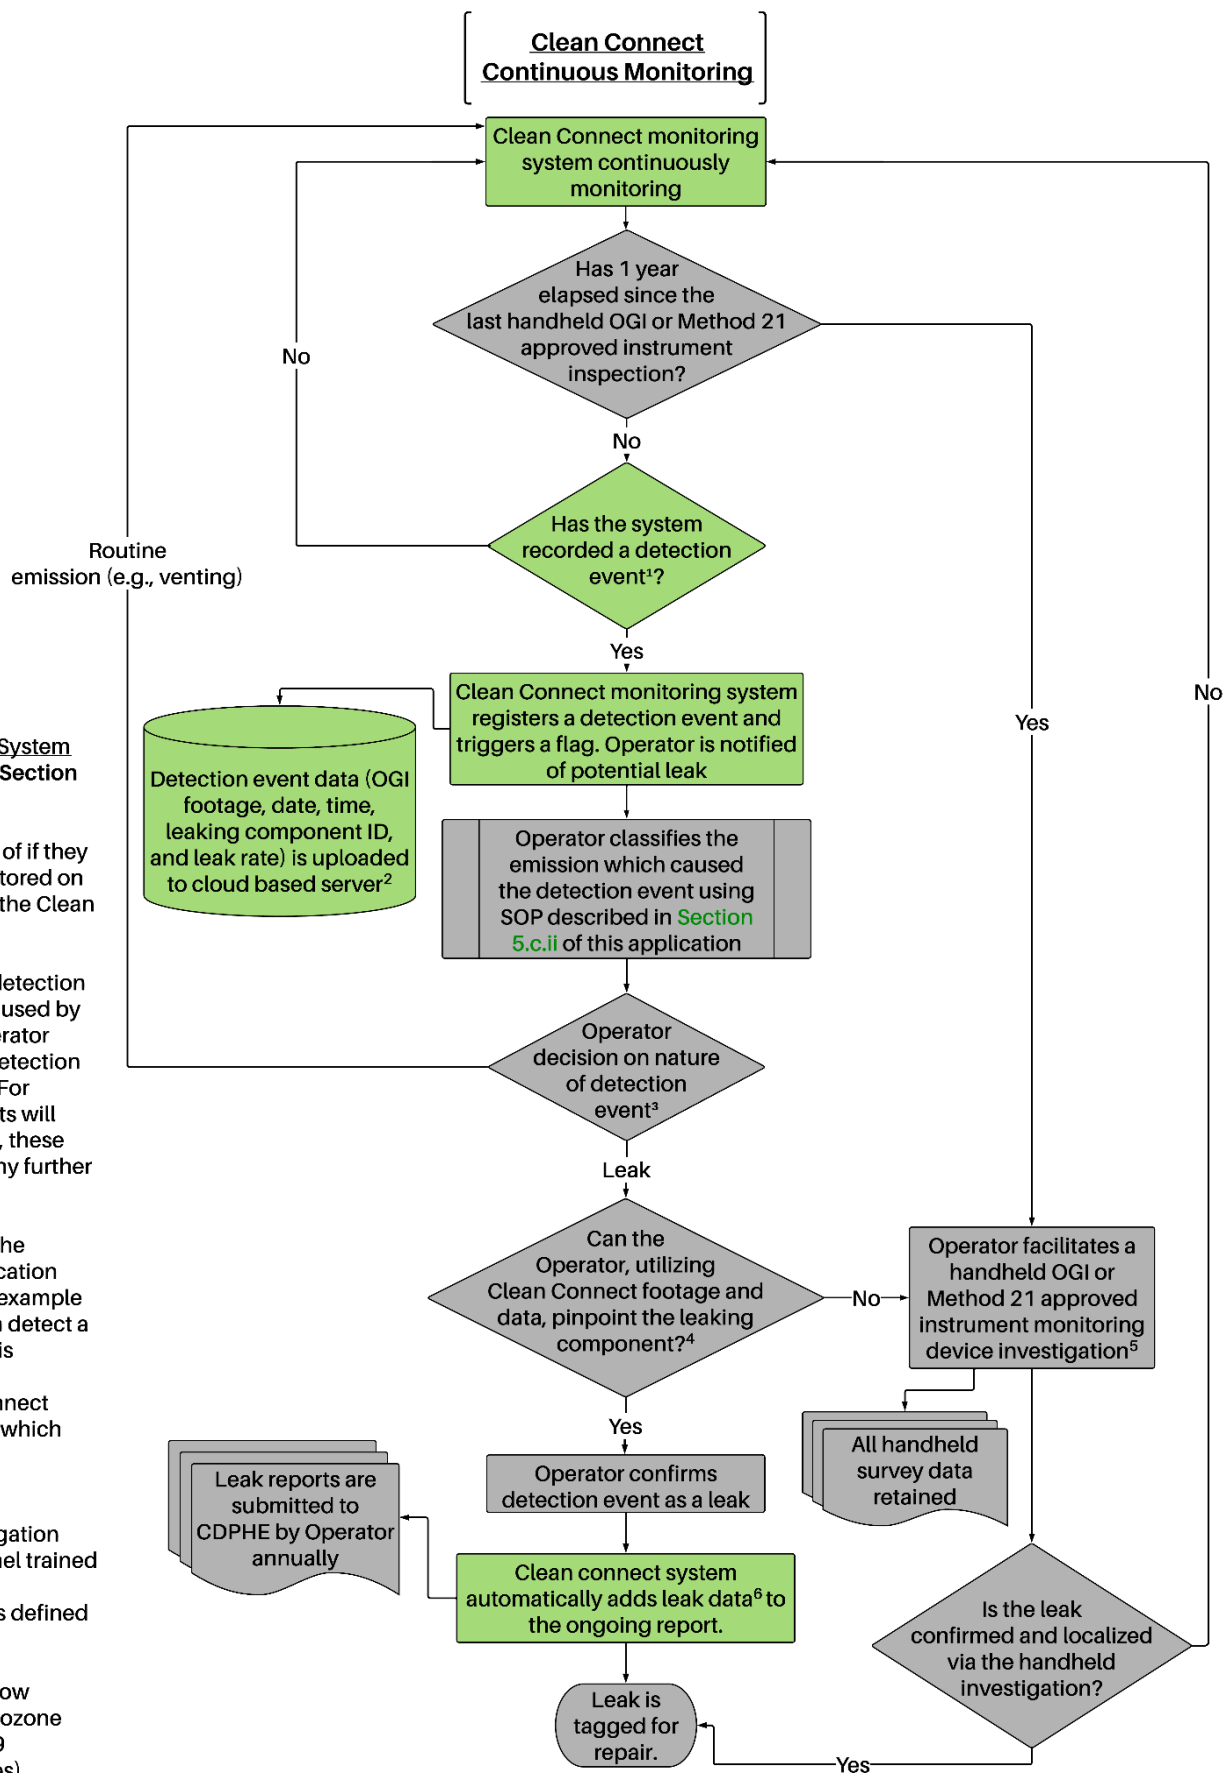 Clean Connect
Continuous Monitoring
Clean Connect monitoring
system continuously
monitoring
Has 1 year
elapsed since the
last handheld OGI or Method 21
approved instrument
inspection?
No
No
Has the system
recorded a detection
event¹?
Routine
emission (e.g., venting)
Yes
Yes
No
Clean Connect monitoring system
registers a detection event and
triggers a flag. Operator is notified
of potential leak
Detection event data (OGI
footage, date, time,
leaking component ID,
and leak rate) is uploaded
to cloud based server²
Operator classifies the
emission which caused
the detection event using
SOP described in Section
5.c.ii of this application
Operator
decision on nature
of detection
event³
Leak
Can the
Operator, utilizing
Clean Connect footage and
data, pinpoint the leaking
component?⁴
No
Operator facilitates a
handheld OGI or
Method 21 approved
instrument monitoring
device investigation⁵
Yes
All handheld
survey data
retained
Operator confirms
detection event as a leak
Leak reports are
submitted to
CDPHE by Operator
annually
Clean connect system
automatically adds leak data⁶ to
the ongoing report.
Is the leak
confirmed and localized
via the handheld
investigation?
Leak is
tagged for
repair.
Yes
System
Section
of if they
tored on
the Clean
detection
used by
erator
etection
For
ts will
, these
ny further
he
cation
example
n detect a
is
nnect
which
gation
nel trained
s defined
ow
ozone
9
es)